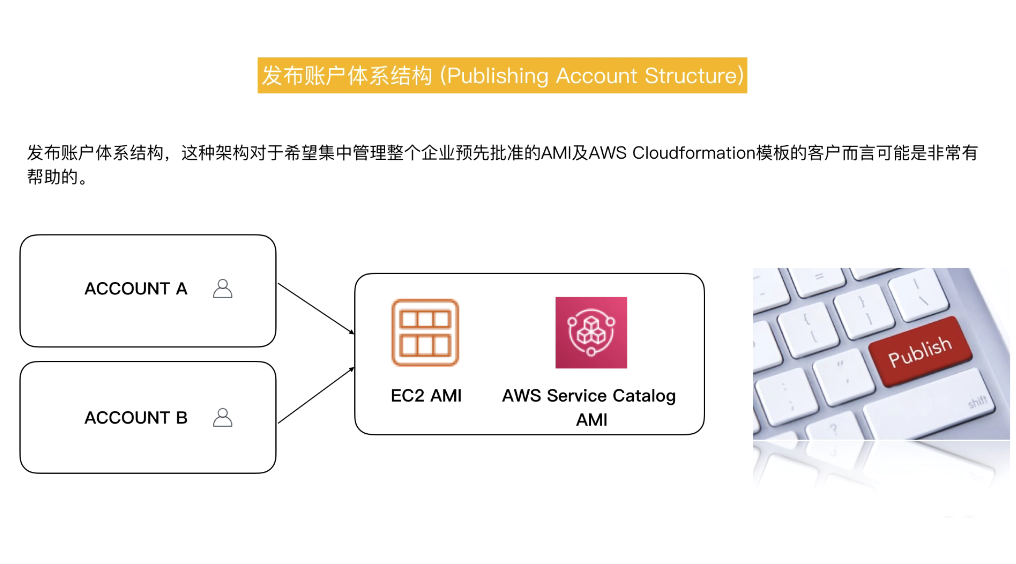 发布账户体系结构 (Publishing Account Structure)
发布账户体系结构，这种架构对于希望集中管理整个企业预先批准的AMI及AWS Cloudformation模板的客户而言可能是非常有
帮助的。
ACCOUNT A
ACCOUNT B
EC2 AMI
AWS Service Catalog
AMI
Publish
shift